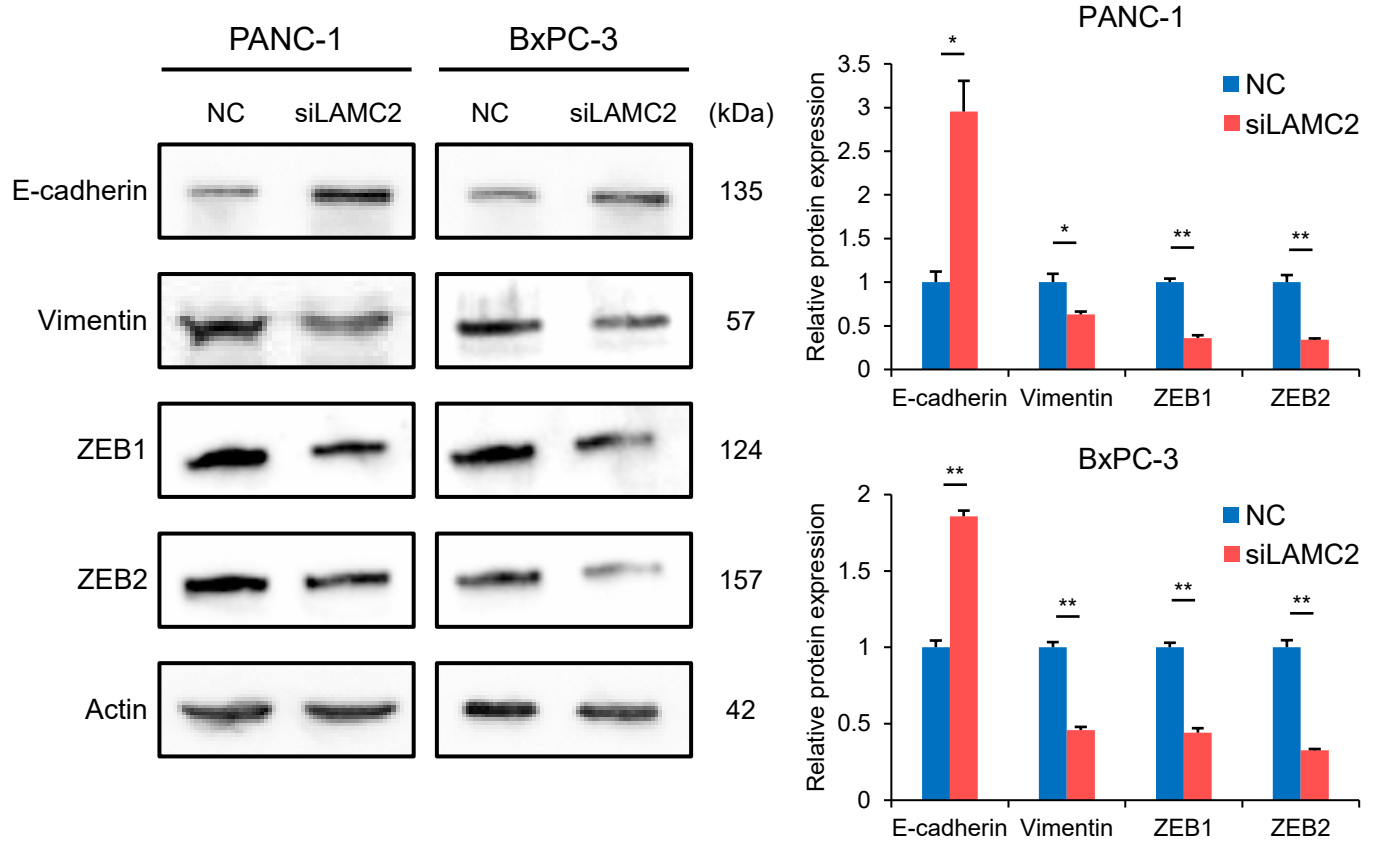 PANC-1 BxPC-3
NC siLAMC2 NC siLAMC2 (kDa)
E-cadherin 135
Vimentin 57
ZEB1 124
ZEB2 157
Actin 42
PANC-1
Relative protein expression
3.5
3
2.5
2
1.5
1
0.5
0
* * ** **
NC
siLAMC2
E-cadherin Vimentin ZEB1 ZEB2
BxPC-3
Relative protein expression
2
1.5
1
0.5
0
** ** ** **
NC
siLAMC2
E-cadherin Vimentin ZEB1 ZEB2